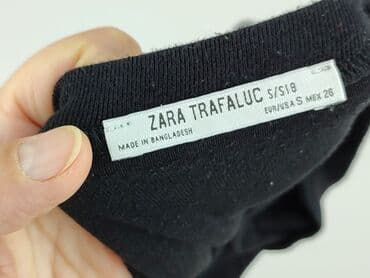 ZARA TRAFALUC S/S18
MADE IN BANGLADESH EUR/USA S MEX 26